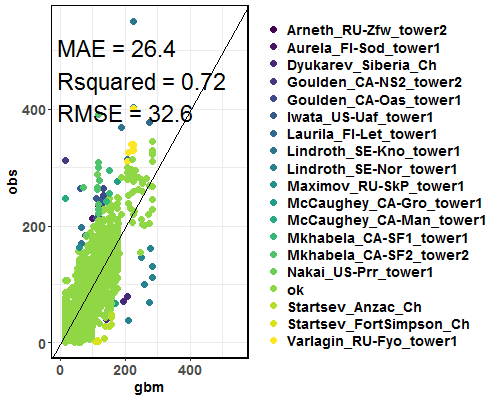 MAE = 26.4
Rsquared = 0.72
RMSE = 32.6
400
200
0
obs
0 200 400
gbm
Arneth_RU-Zfw_tower2
Aurela_FI-Sod_tower1
Dyukarev_Siberia_Ch
Goulden_CA-NS2_tower2
Goulden_CA-Oas_tower1
Iwata_US-Uaf_tower1
Laurila_FI-Let_tower1
Lindroth_SE-Kno_tower1
Lindroth_SE-Nor_tower1
Maximov_RU-SkP_tower1
McCaughey_CA-Gro_tower1
McCaughey_CA-Man_tower1
Mkhabela_CA-SF1_tower1
Mkhabela_CA-SF2_tower2
Nakai_US-Prr_tower1
ok
Startsev_Anzac_Ch
Startsev_FortSimpson_Ch
Varlagin_RU-Fyo_tower1